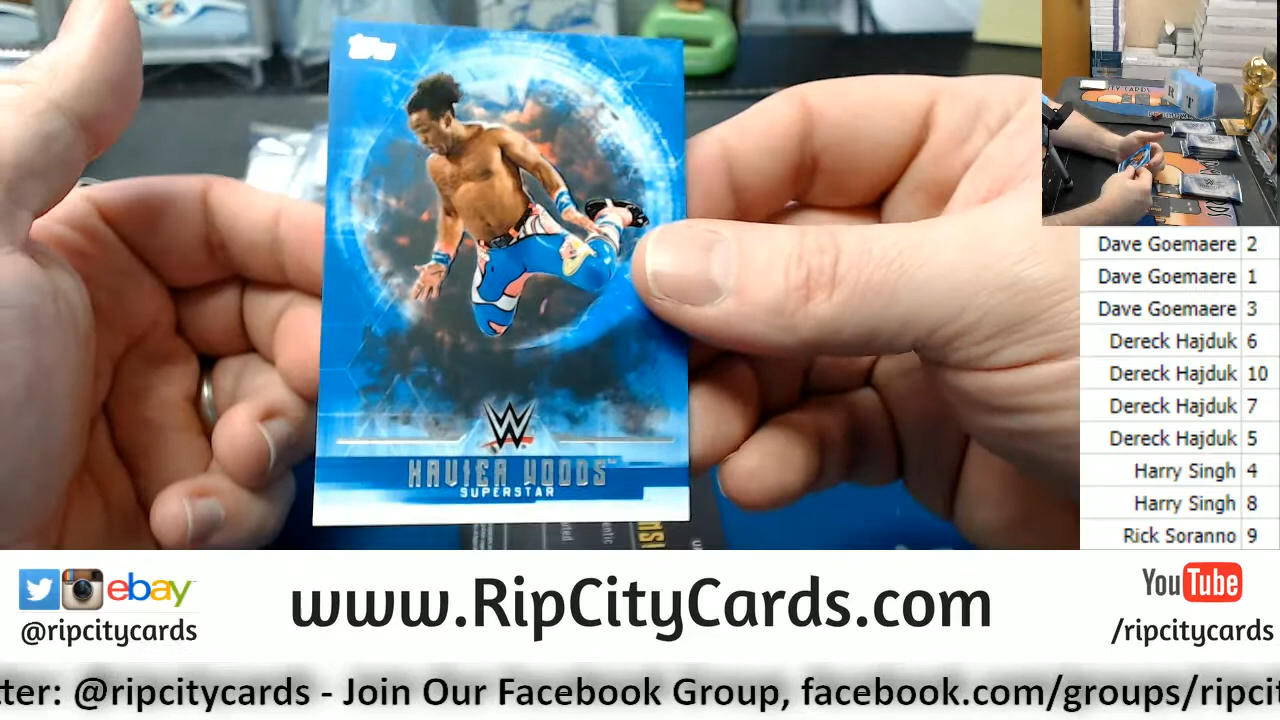 topps
XAVIER WOODS
SUPERSTAR
R T
Dave Goemaere 2
Dave Goemaere 1
Dave Goemaere 3
Dereck Hajduk 6
Dereck Hajduk 10
Dereck Hajduk 7
Dereck Hajduk 5
Harry Singh 4
Harry Singh 8
Rick Soranno 9
ebay
@ripcitycards
www.RipCityCards.com
YouTube
/ripcitycards
tter: @ripcitycards - Join Our Facebook Group, facebook.com/groups/ripcit